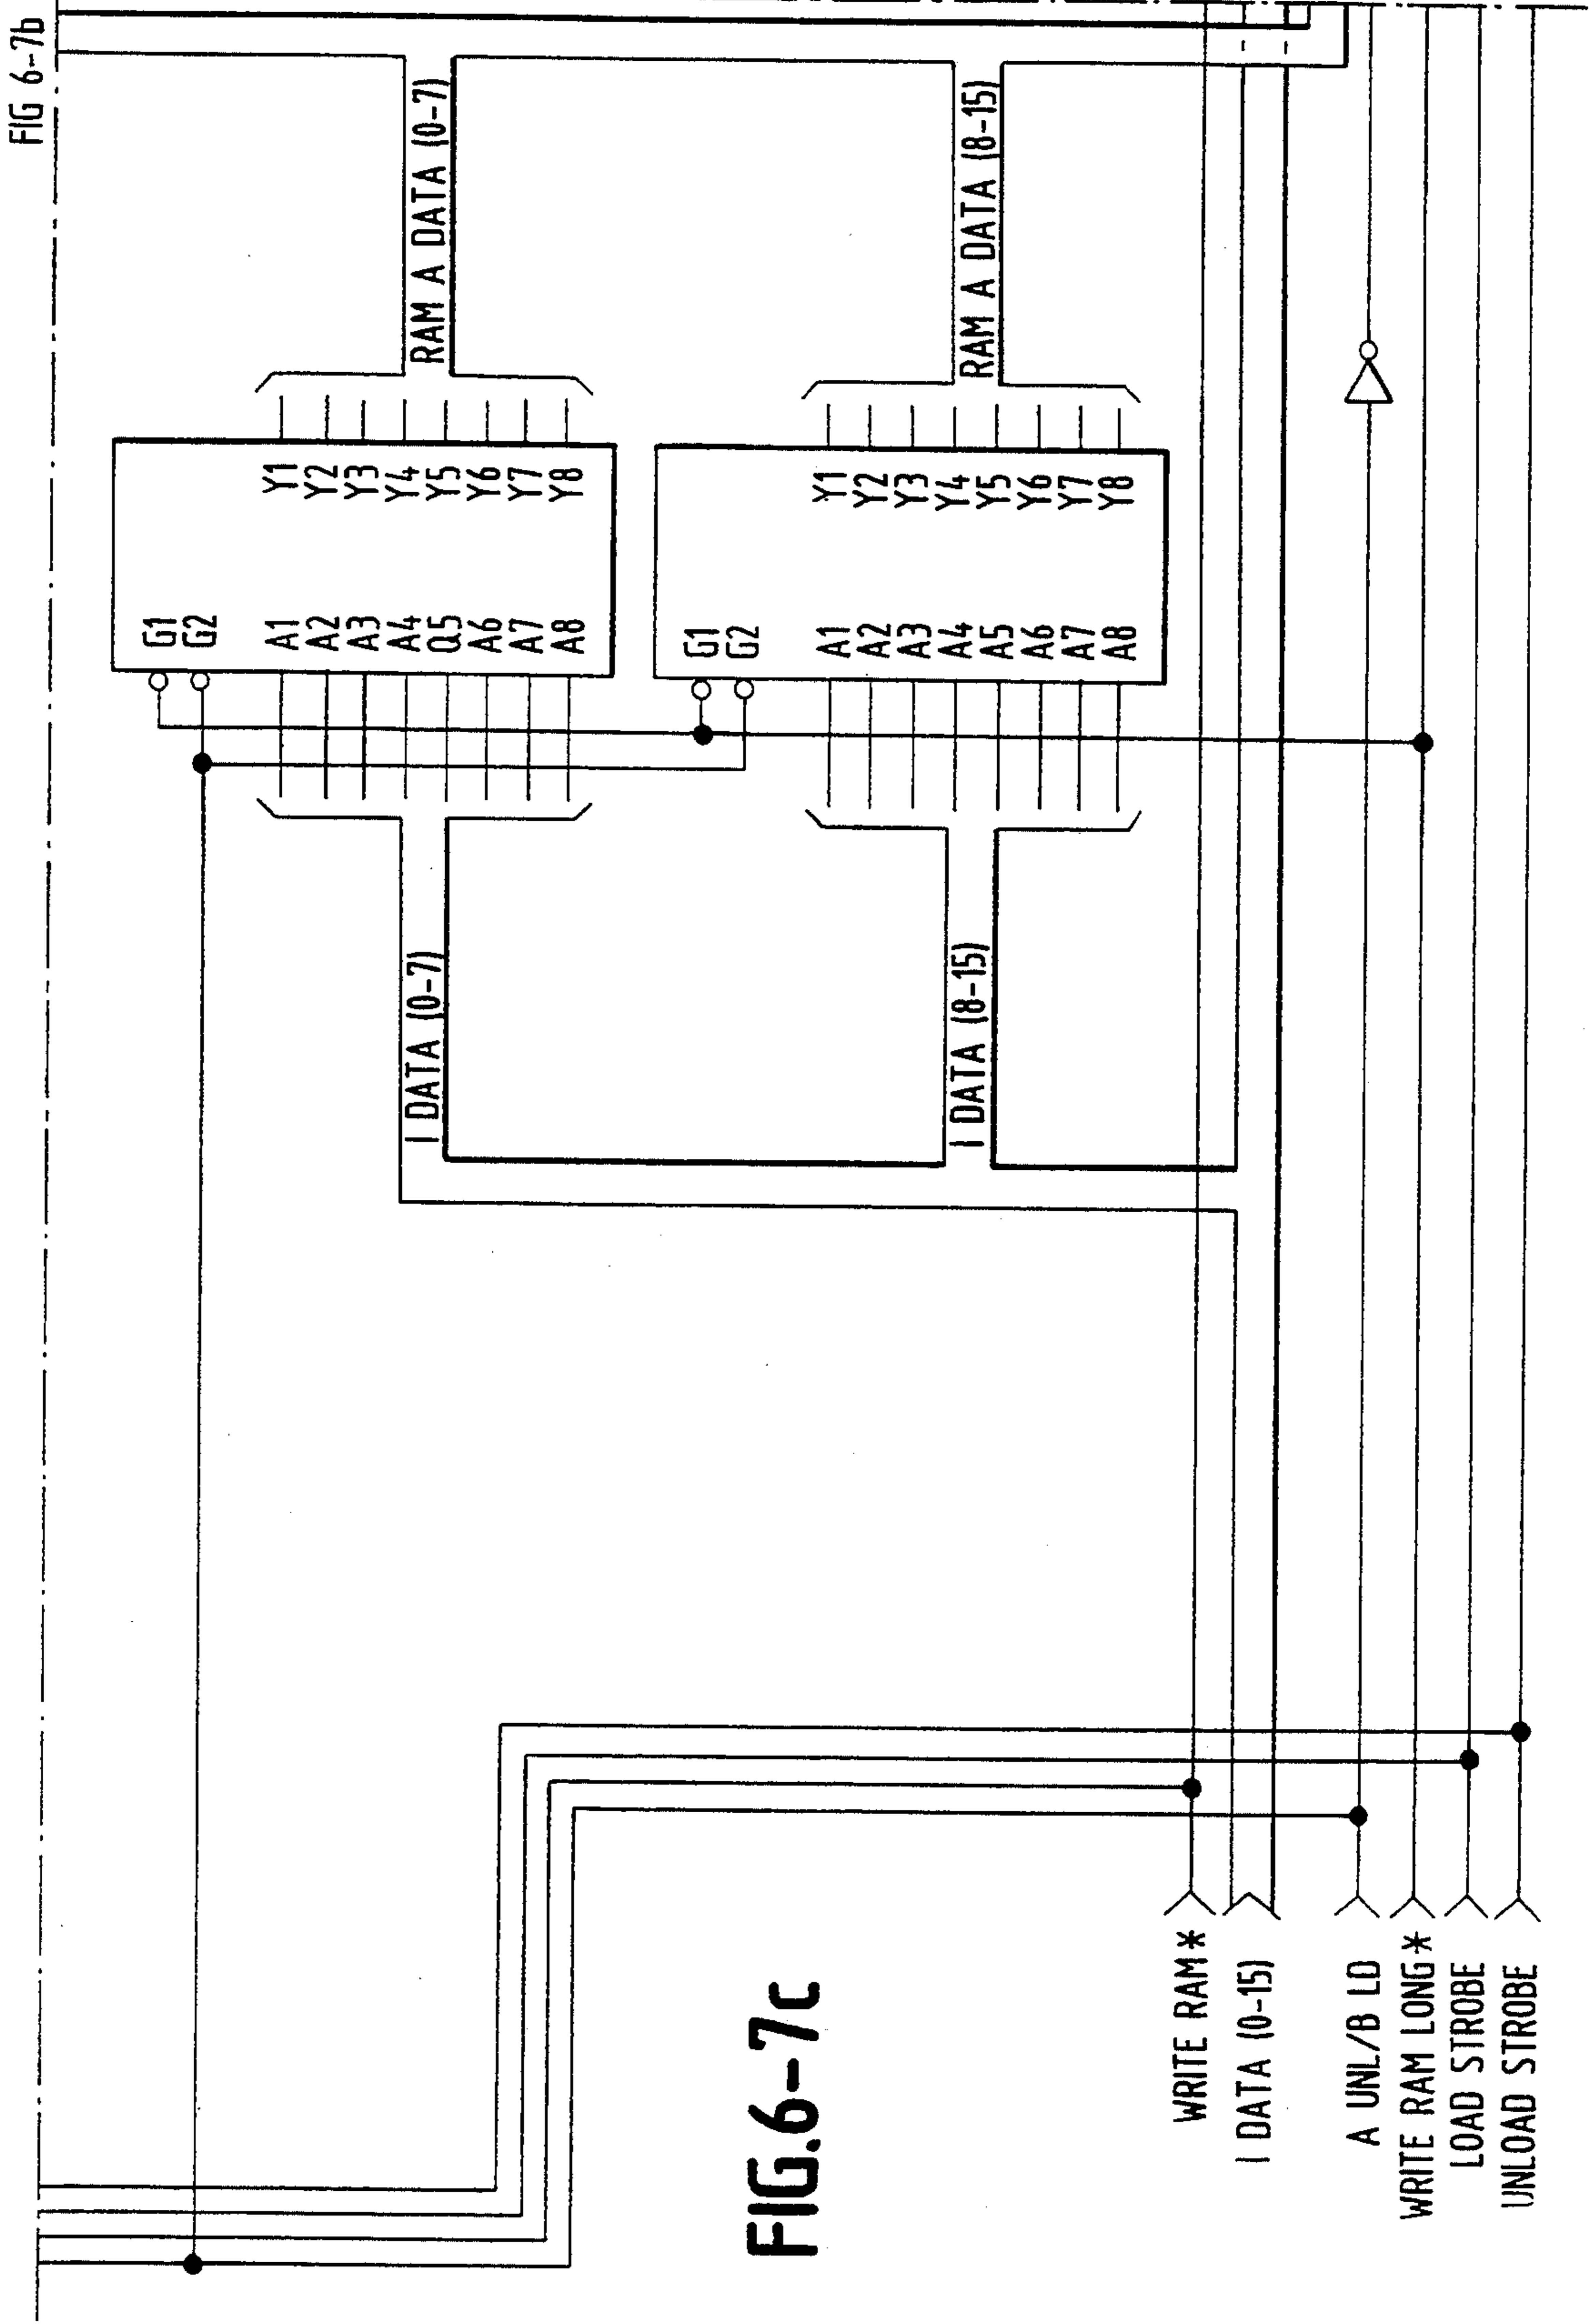 FIG 6-7b
G1
G2
A1
A2
A3
A4
Q5
A6
A7
A8
Y1
Y2
Y3
Y4
Y5
Y6
Y7
Y8
I DATA (0-7)
RAM A DATA (0-7)
G1
G2
A1
A2
A3
A4
A5
A6
A7
A8
Y1
Y2
Y3
Y4
Y5
Y6
Y7
Y8
I DATA (8-15)
RAM A DATA (8-15)
FIG.6-7c
WRITE RAM*
I DATA (0-15)
A UNL/B LD
WRITE RAM LONG*
LOAD STROBE
UNLOAD STROBE